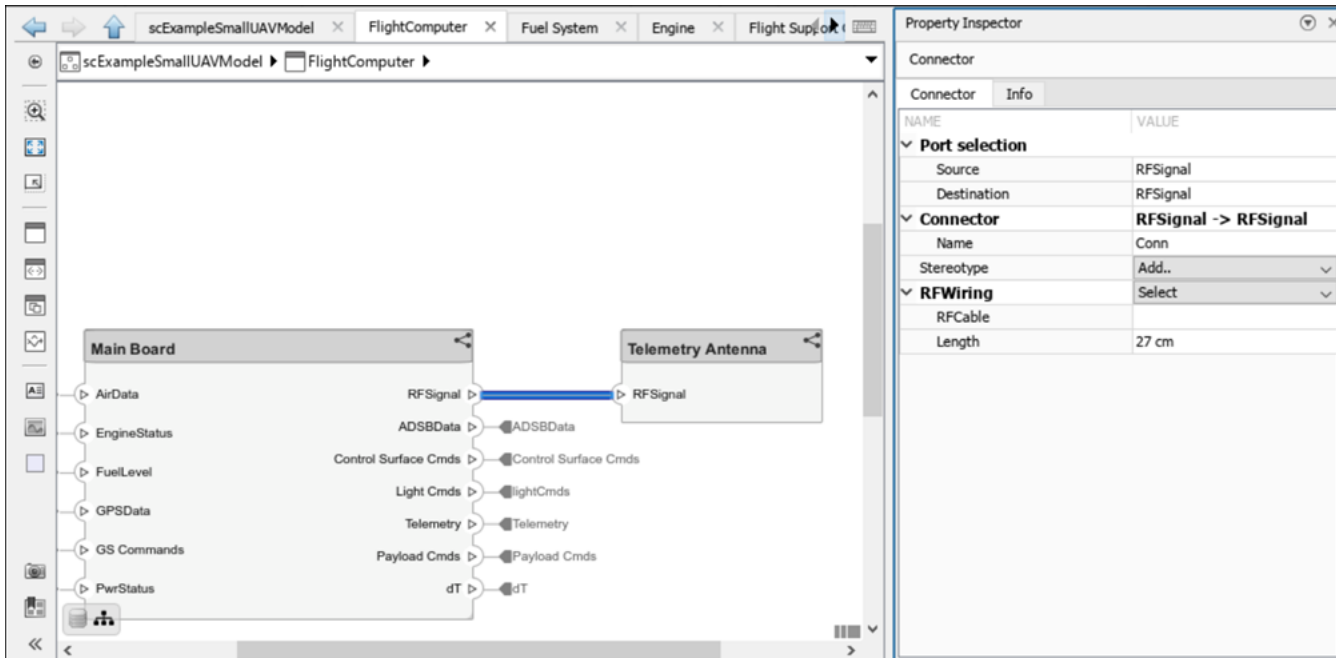 scExampleSmallUAVModel FlightComputer Fuel System Engine Flight Support
scExampleSmallUAVModel FlightComputer
Main Board
AirData
EngineStatus
FuelLevel
GPSData
GS Commands
PwrStatus
RFSignal
ADSBData
Control Surface Cmds
Light Cmds
Telemetry
Payload Cmds
dT
ADSBData
Control Surface Cmds
lightCmds
Telemetry
Payload Cmds
dT
Telemetry Antenna
RFSignal
Property Inspector
Connector
Connector Info
NAME VALUE
Port selection
Source RFSignal
Destination RFSignal
Connector RFSignal -> RFSignal
Name Conn
Stereotype Add..
RFWiring Select
RFCable
Length 27 cm